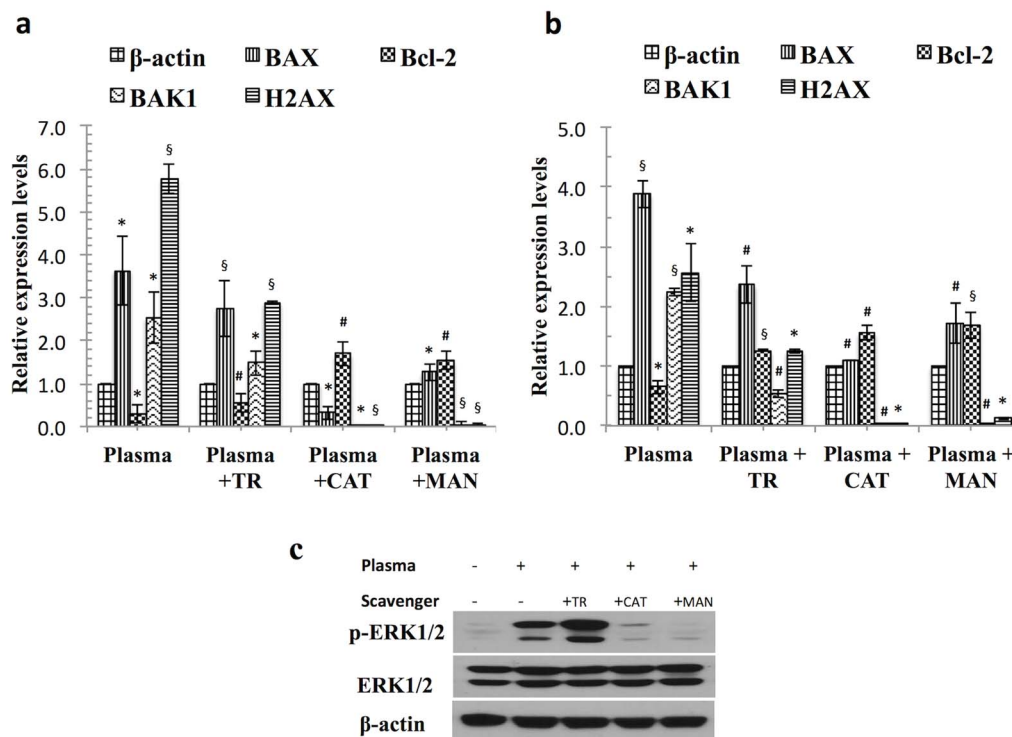 a
β-actin BAX Bcl-2
BAK1 H2AX
Relative expression levels
7.0
6.0
5.0
4.0
3.0
2.0
1.0
0.0
§
*
*
*
§
#
*
§
*
#
* §
*
#
§ §
Plasma Plasma Plasma Plasma
+TR +CAT +MAN
b
β-actin BAX Bcl-2
BAK1 H2AX
Relative expression levels
5.0
4.0
3.0
2.0
1.0
0.0
§
*
§
*
#
§
#
*
#
#
# *
#
§
#
*
Plasma Plasma + Plasma + Plasma +
TR CAT MAN
c
Plasma - + + + +
Scavenger - - +TR +CAT +MAN
p-ERK1/2
ERK1/2
β-actin